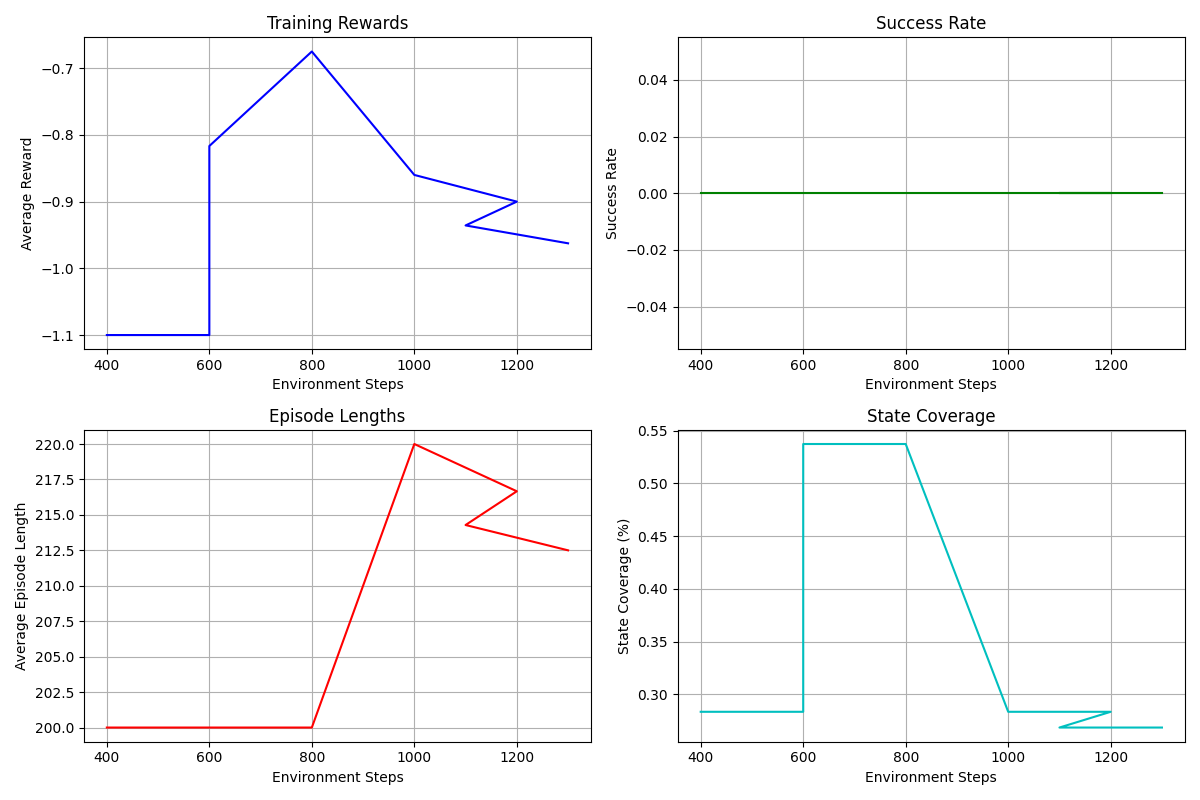 Training Rewards
Average Reward
−0.7
−0.8
−0.9
−1.0
−1.1
400 600 800 1000 1200
Environment Steps
Success Rate
Success Rate
0.04
0.02
0.00
−0.02
−0.04
400 600 800 1000 1200
Environment Steps
Episode Lengths
Average Episode Length
220.0
217.5
215.0
212.5
210.0
207.5
205.0
202.5
200.0
400 600 800 1000 1200
Environment Steps
State Coverage
State Coverage (%)
0.55
0.50
0.45
0.40
0.35
0.30
400 600 800 1000 1200
Environment Steps